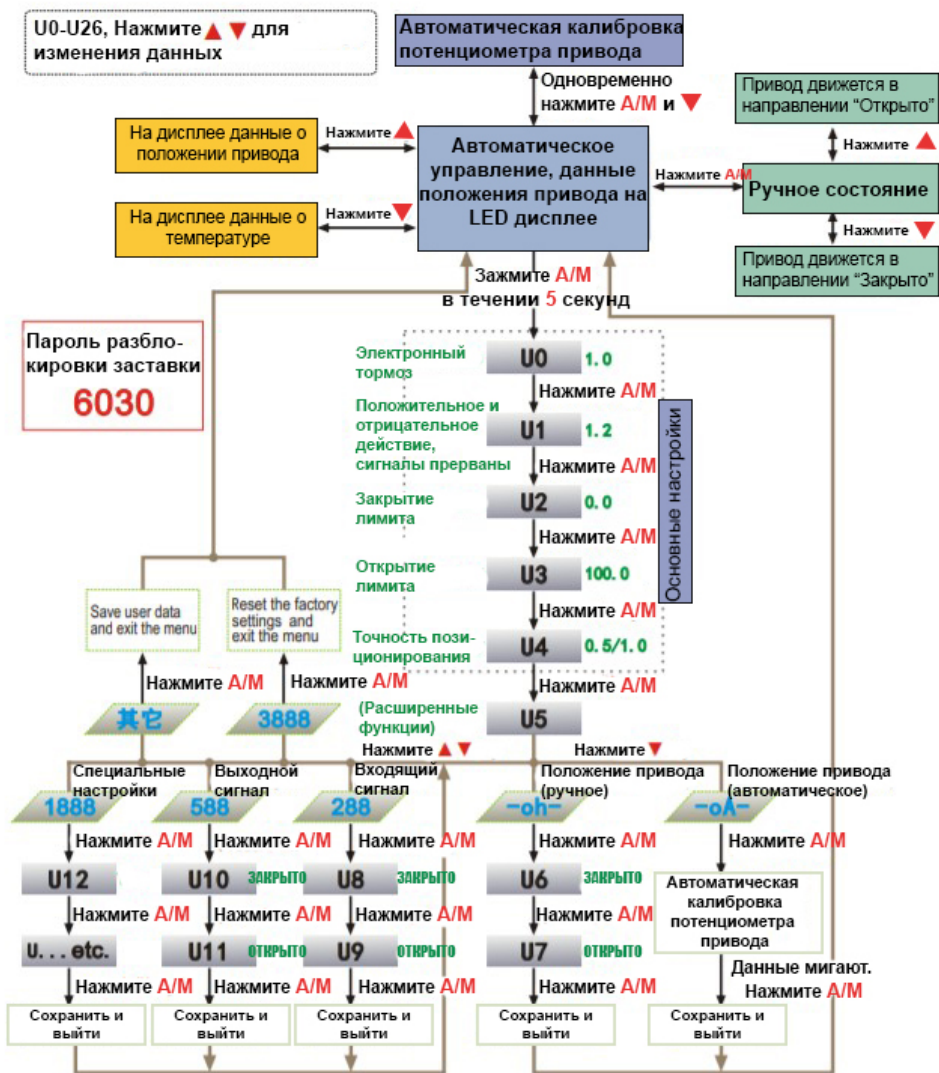 U0-U26, Нажмите ▲ ▼ для
изменения данных
Автоматическая калибровка
потенциометра привода
Одновременно
нажмите A/M и ▼
Привод движется в
направлении “Открыто”
На дисплее данные о
положении привода
Нажмите ▲
Автоматическое
управление, данные
положения привода на
LED дисплее
Нажмите A/M
Нажмите ▲
Ручное состояние
На дисплее данные о
температуре
Нажмите ▼
Нажмите ▼
Привод движется в
направлении “Закрыто”
Зажмите A/M
в течении 5 секунд
Пароль разбло-
кировки заставки
6030
Электронный
тормоз
U0 1.0
Нажмите A/M
Положительное и
отрицательное
действие,
сигналы прерваны
U1 1.2
Нажмите A/M
Закрытие
лимита
U2 0.0
Нажмите A/M
Открытие
лимита
U3 100.0
Нажмите A/M
Точность пози-
ционирования
U4 0.5/1.0
Основные настройки
Save user data
and exit the menu
Reset the factory
settings and
exit the menu
Нажмите A/M
Нажмите A/M
Нажмите A/M
其它
3888
(Расширенные
функции)
U5
Нажмите ▲ ▼
Нажмите ▼
Специальные
настройки
Выходной
сигнал
Входящий
сигнал
Положение привода
(ручное)
Положение привода
(автоматическое)
1888
588
288
-oh-
-oA-
Нажмите A/M
Нажмите A/M
Нажмите A/M
Нажмите A/M
Нажмите A/M
U12
U10 ЗАКРЫТО
U8 ЗАКРЫТО
U6 ЗАКРЫТО
Автоматическая
калибровка
потенциометра
привода
Нажмите A/M
Нажмите A/M
Нажмите A/M
Нажмите A/M
U...etc.
U11 ОТКРЫТО
U9 ОТКРЫТО
U7 ОТКРЫТО
Данные мигают.
Нажмите A/M
Нажмите A/M
Нажмите A/M
Нажмите A/M
Нажмите A/M
Сохранить и
выйти
Сохранить и
выйти
Сохранить и
выйти
Сохранить и
выйти
Сохранить и
выйти